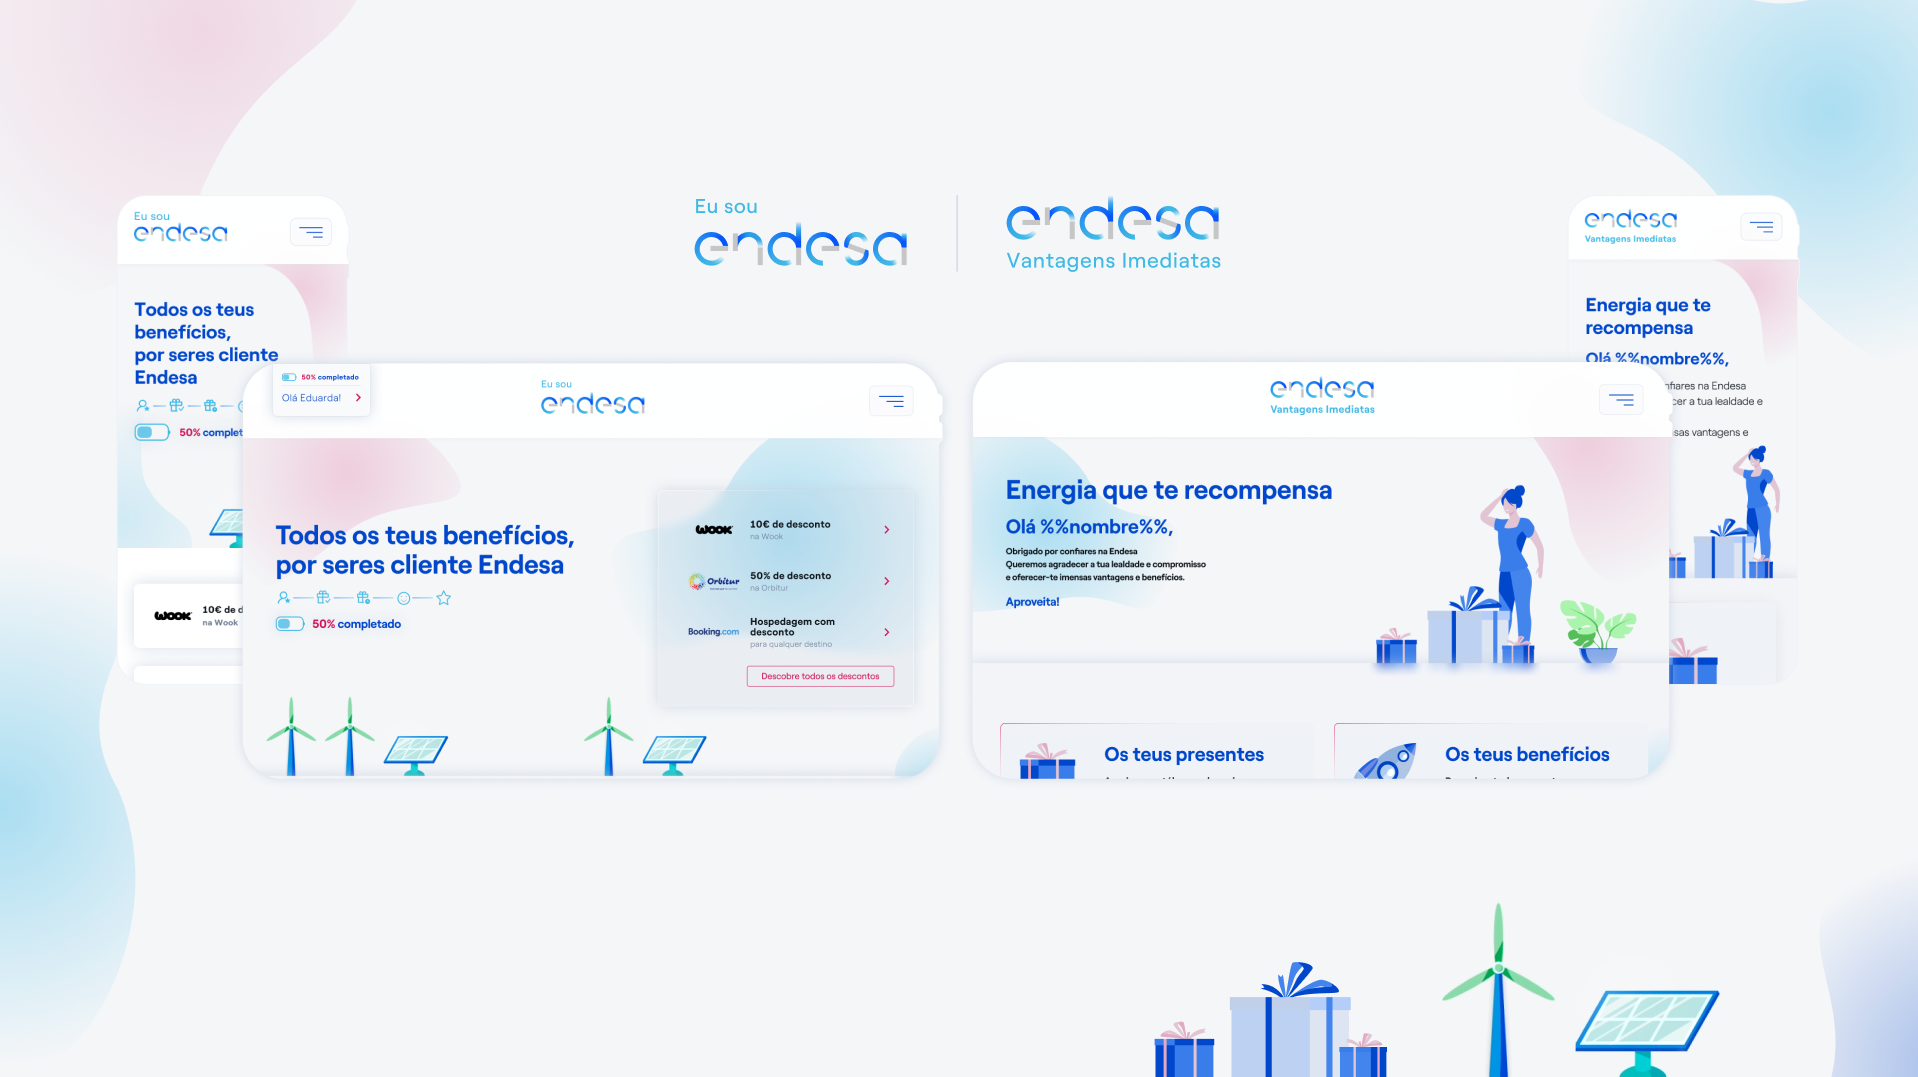 Eu sou
endesa
endesa
Vantagens Imediatas
Eu sou
endesa
Todos os teus
benefícios,
por seres cliente
Endesa
50% complet
WOOK
10€ de d
na Wook
50% completado
Olá Eduarda!
Eu sou
endesa
Todos os teus benefícios,
por seres cliente Endesa
50% completado
WOOK
10€ de desconto
na Wook
Orbitur
50% de desconto
na Orbitur
Booking.com
Hospedagem com
desconto
para qualquer destino
Descobre todos os descontos
endesa
Vantagens Imediatas
Energia que te recompensa
Olá %%nombre%%,
Obrigado por confiares na Endesa
Queremos agradecer a tua lealdade e compromisso
e oferecer-te imensas vantagens e benefícios.
Aproveita!
Os teus presentes
Os teus benefícios
endesa
Vantagens Imediatas
Energia que te
recompensa
Olá %%nombre%%,
nfiares na Endesa
cer a tua lealdade e
sas vantagens e